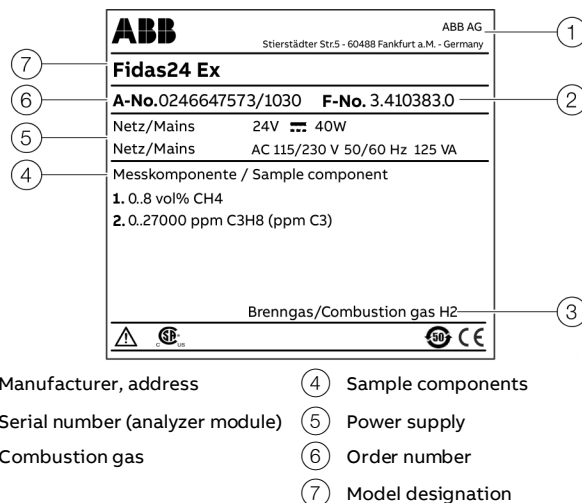 ABB
ABB AG
Stierstädter Str.5 - 60488 Fankfurt a.M. - Germany
1
7
Fidas24 Ex
6
A-No.0246647573/1030 F-No. 3.410383.0
2
5
Netz/Mains 24V 40W
Netz/Mains AC 115/230 V 50/60 Hz 125 VA
4
Messkomponente / Sample component
1. 0..8 vol% CH4
2. 0..27000 ppm C3H8 (ppm C3)
Brenngas/Combustion gas H2
3
C SA US
50 CE
Manufacturer, address
4 Sample components
Serial number (analyzer module)
5 Power supply
Combustion gas
6 Order number
7 Model designation